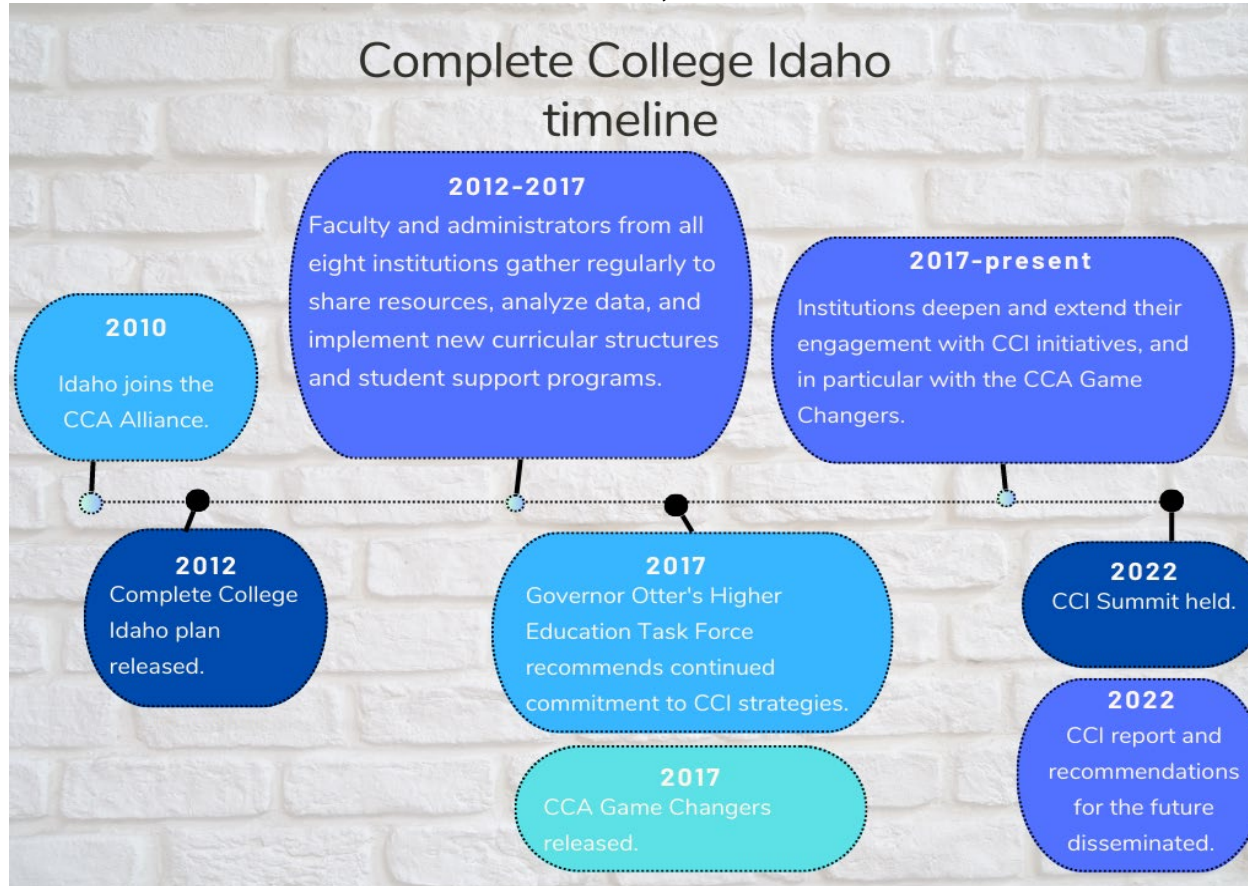 Complete College Idaho
timeline
2012-2017
Faculty and administrators from all
eight institutions gather regularly to
share resources, analyze data, and
implement new curricular structures
and student support programs.
2017-present
Institutions deepen and extend their
engagement with CCI initiatives, and
in particular with the CCA Game
Changers.
2010
Idaho joins the
CCA Alliance.
2012
Complete College
Idaho plan
released.
2017
Governor Otter's Higher
Education Task Force
recommends continued
commitment to CCI strategies.
2017
CCA Game Changers
released.
2022
CCI Summit held.
2022
CCI report and
recommendations
for the future
disseminated.